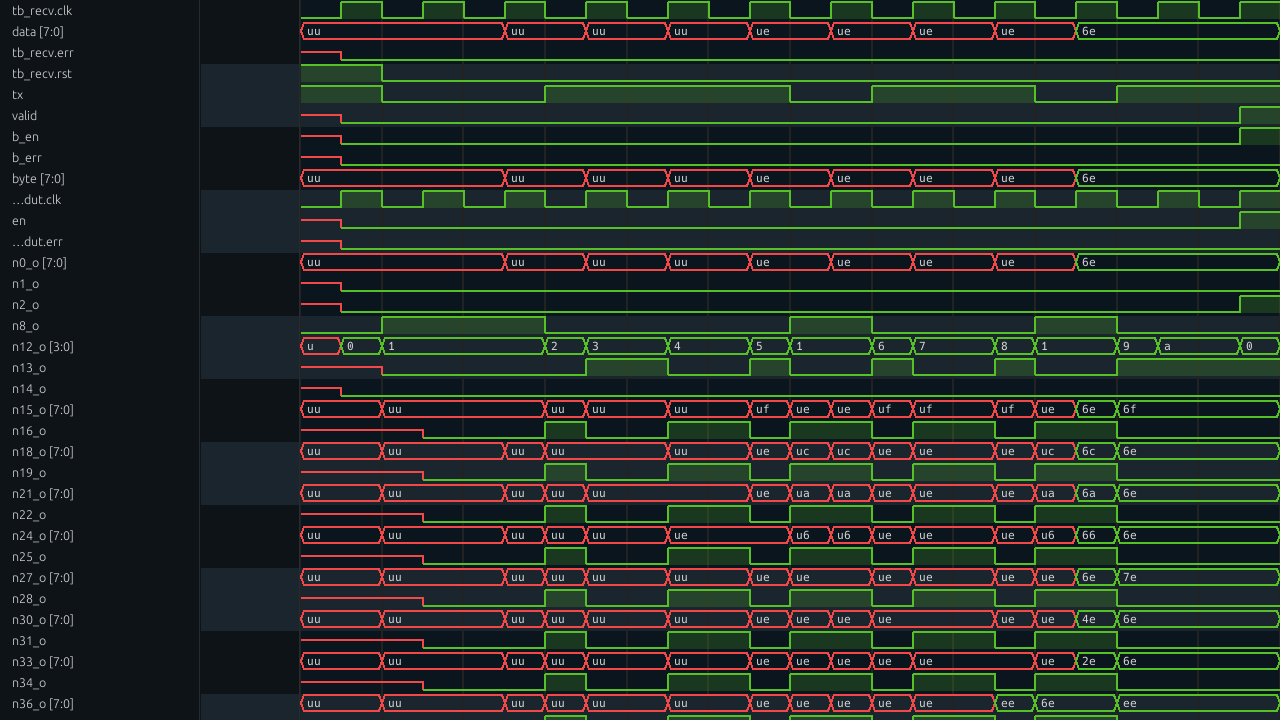 tb_recv.clk
data [7:0] uu uu uu uu ue ue ue ue 6e
tb_recv.err
tb_recv.rst
tx
valid
b_en
b_err
byte [7:0] uu uu uu uu ue ue ue ue 6e
...dut.clk
en
...dut.err
n0_o [7:0] uu uu uu uu ue ue ue ue 6e
n1_o
n2_o
n8_o
n12_o [3:0] u 0 1 2 3 4 5 1 6 7 8 1 9 a 0
n13_o
n14_o
n15_o [7:0] uu uu uu uu uu uf ue ue uf uf uf ue 6e 6f
n16_o
n18_o [7:0] uu uu uu uu uu ue uc uc ue ue ue uc 6c 6e
n19_o
n21_o [7:0] uu uu uu uu uu ue ua ua ue ue ue ua 6a 6e
n22_o
n24_o [7:0] uu uu uu uu uu ue u6 u6 ue ue ue u6 66 6e
n25_o
n27_o [7:0] uu uu uu uu uu uu ue ue ue ue ue ue 6e 7e
n28_o
n30_o [7:0] uu uu uu uu uu uu ue ue ue ue ue ue 4e 6e
n31_o
n33_o [7:0] uu uu uu uu uu uu ue ue ue ue ue ue 2e 6e
n34_o
n36_o [7:0] uu uu uu uu uu uu ue ue ue ue ue ee 6e ee